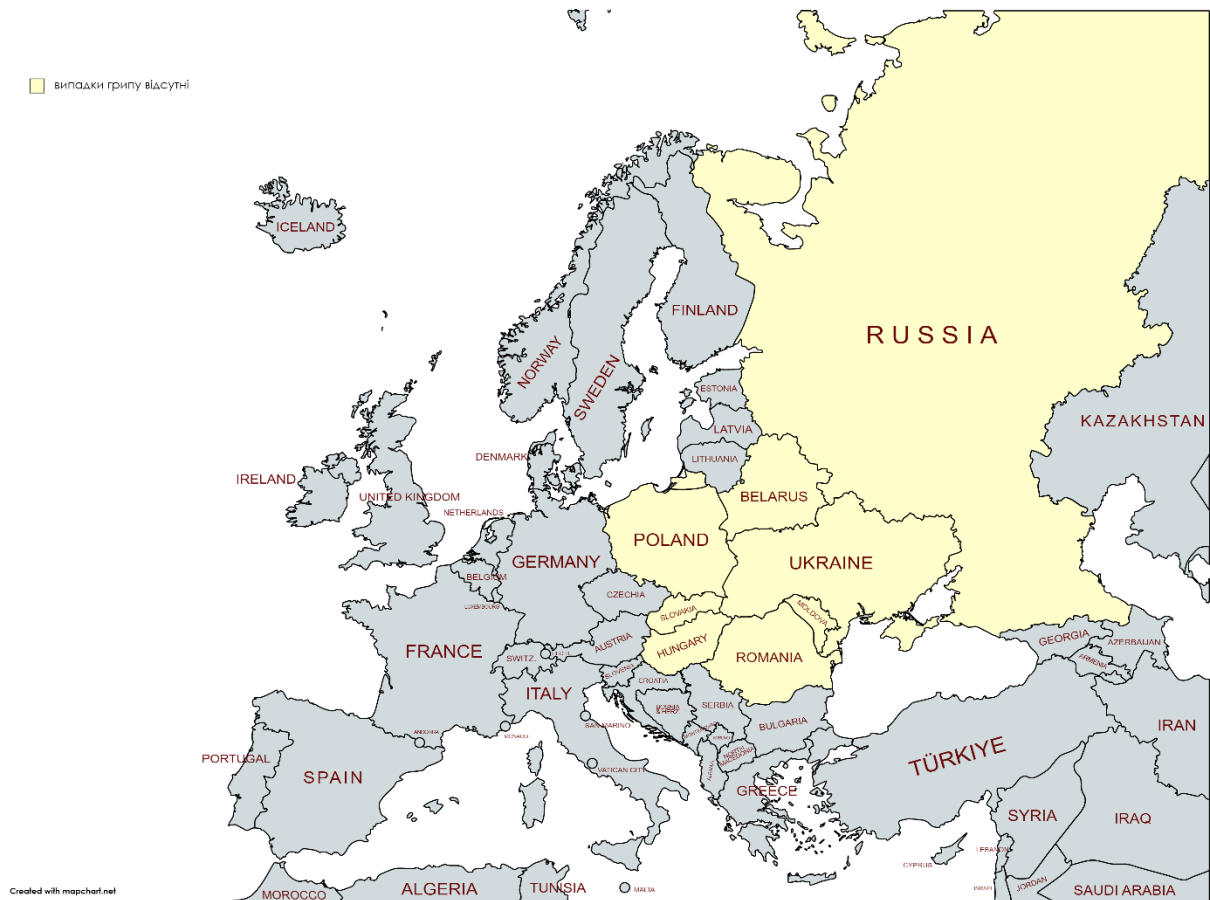 випадки грипу відсутні
ICELAND
RUSSIA
FINLAND
NORWAY
SWEDEN
ESTONIA
LATVIA
LITHUANIA
KAZAKHSTAN
DENMARK
IRELAND
UNITED KINGDOM
NETHERLANDS
BELARUS
POLAND
GERMANY
UKRAINE
BELGIUM
CZECHIA
LUXEMBOURG
SLOVAKIA
MOLDOVA
FRANCE
SWITZ.
AUSTRIA
HUNGARY
ROMANIA
GEORGIA
AZERBAIJAN
ARMENIA
SLOVENIA
CROATIA
ITALY
SERBIA
SAN MARINO
BULGARIA
IRAN
ANDORRA
MONACO
PORTUGAL
SPAIN
VATICAN CITY
NORTH
MACEDONIA
ALBANIA
GREECE
TÜRKIYE
SYRIA
IRAQ
LEBANON
CYPRUS
ISRAEL
JORDAN
SAUDI ARABIA
MOROCCO
ALGERIA
TUNISIA
MALTA
Created with mapchart.net